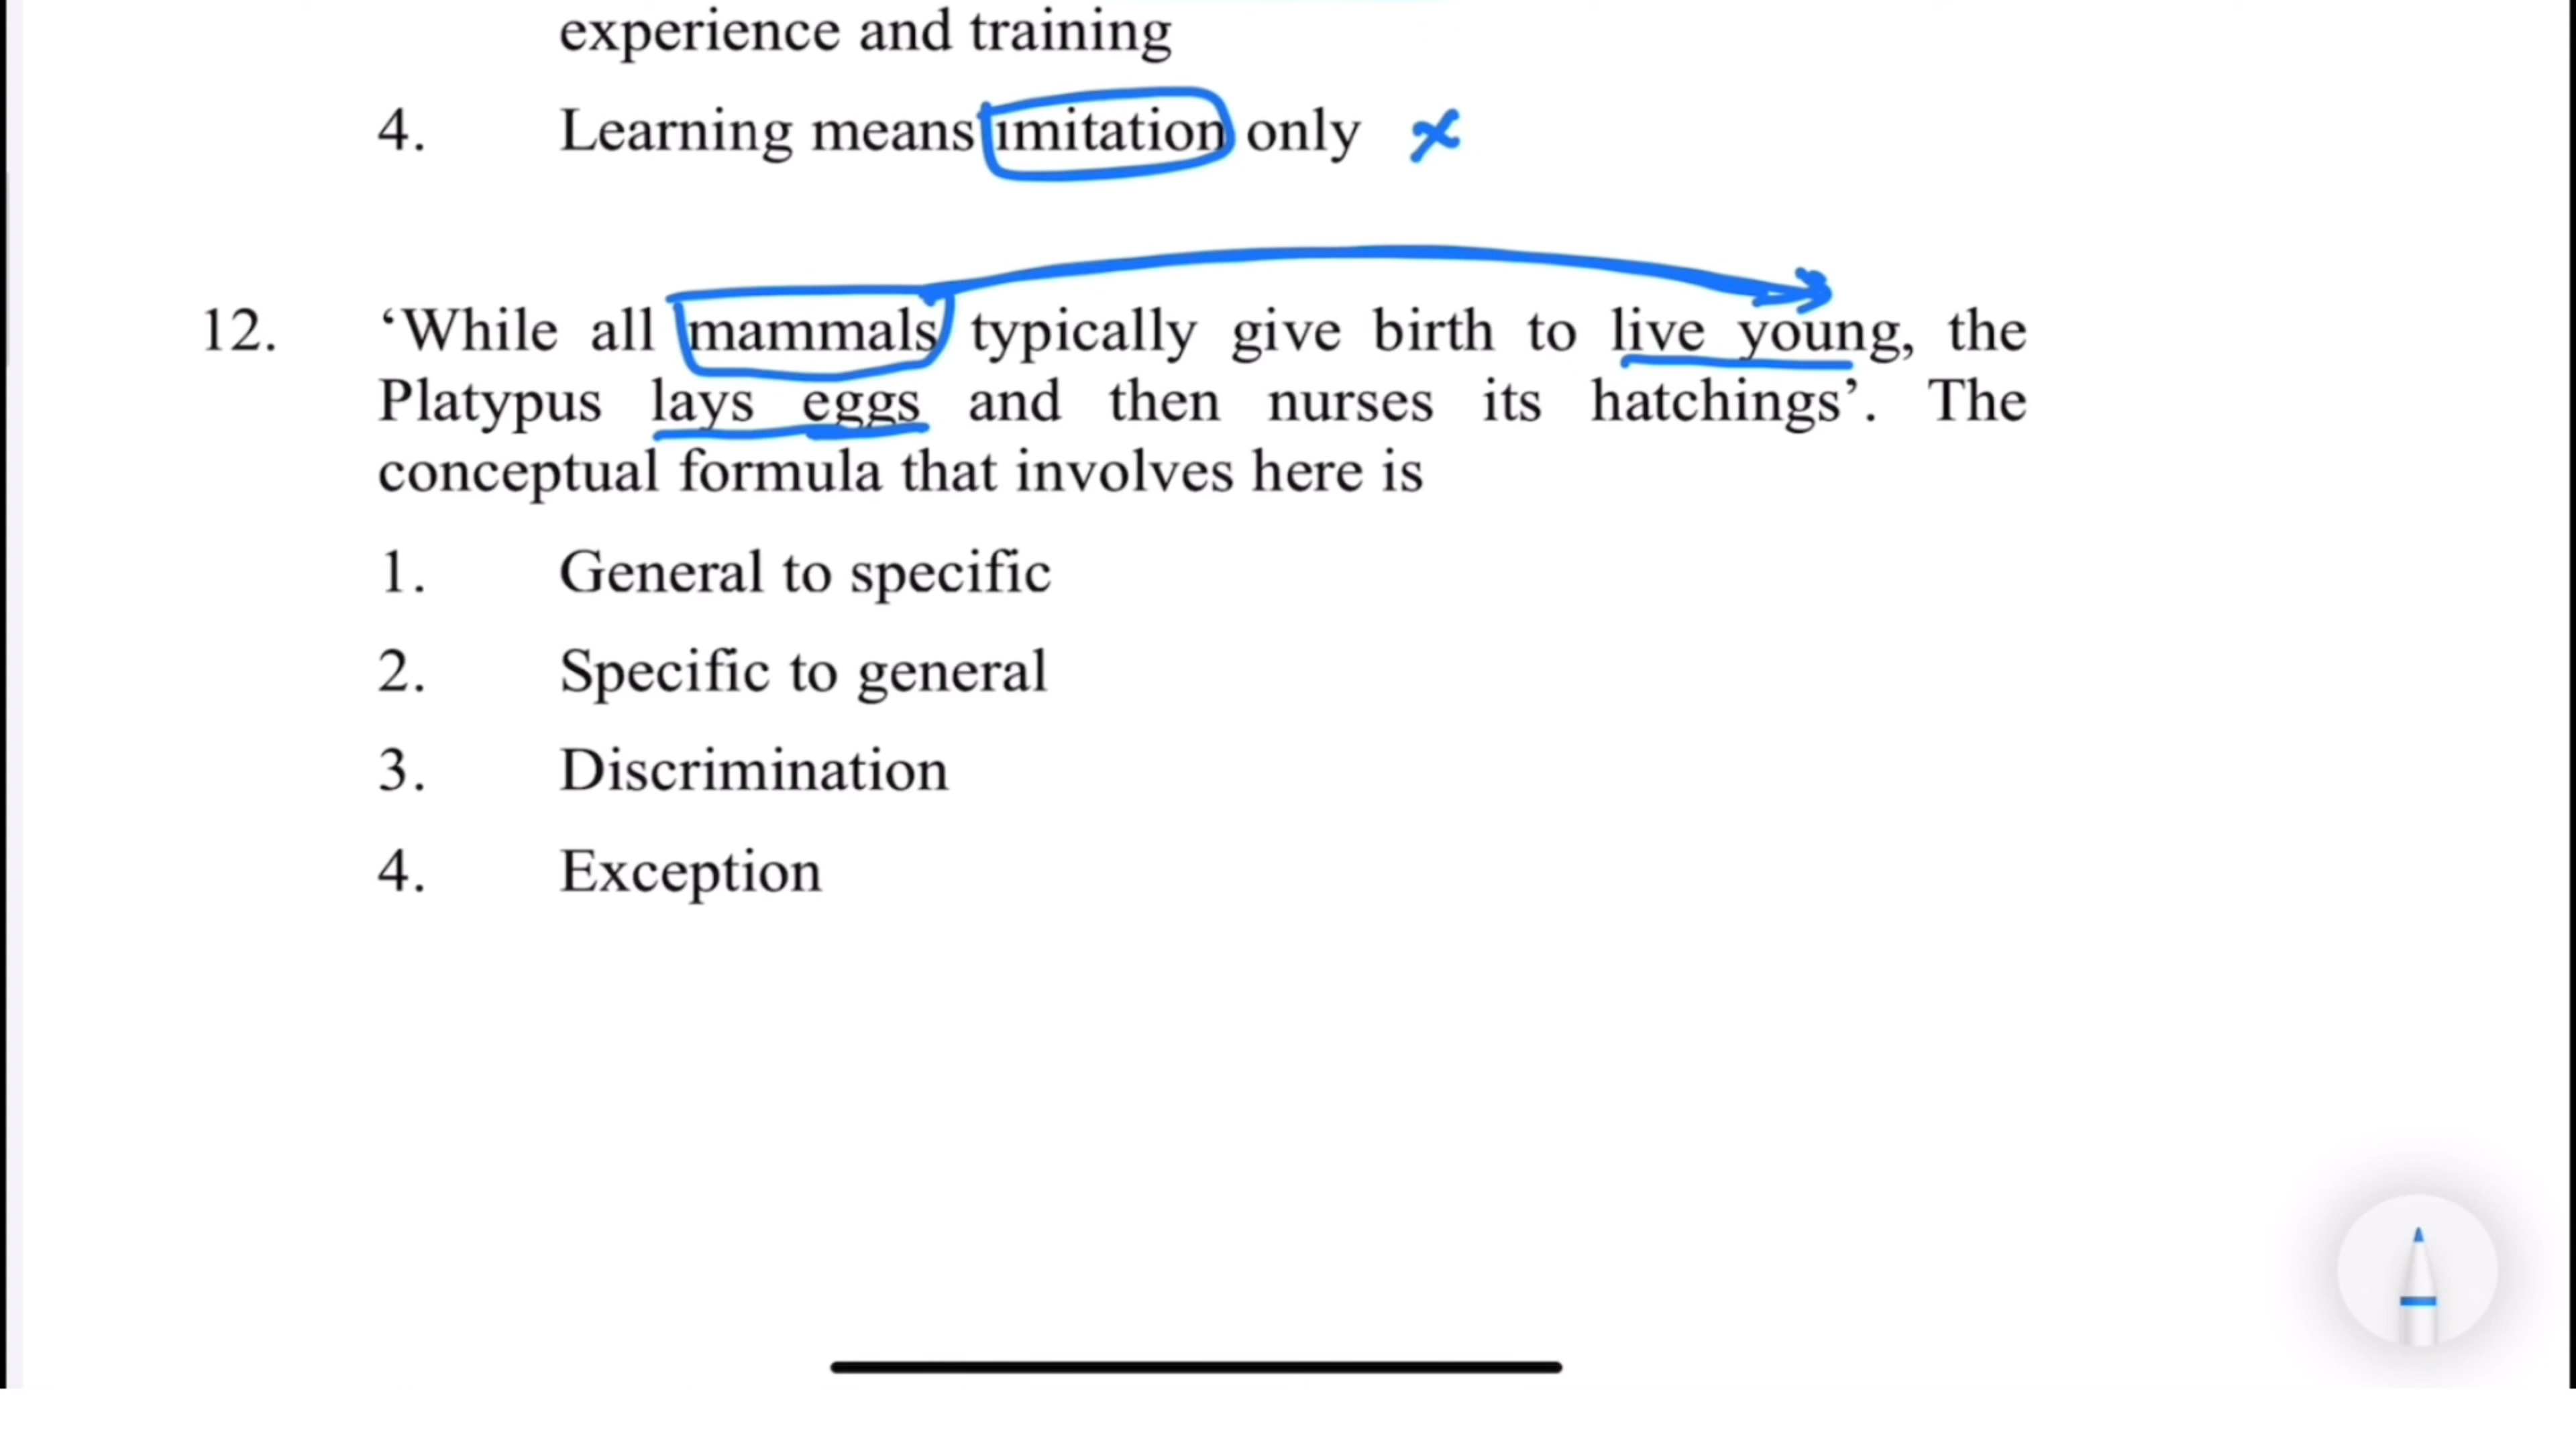 experience and training
4. Learning means imitation only ×
12. ‘While all mammals typically give birth to live young, the
Platypus lays eggs and then nurses its hatchings’. The
conceptual formula that involves here is
1. General to specific
2. Specific to general
3. Discrimination
4. Exception